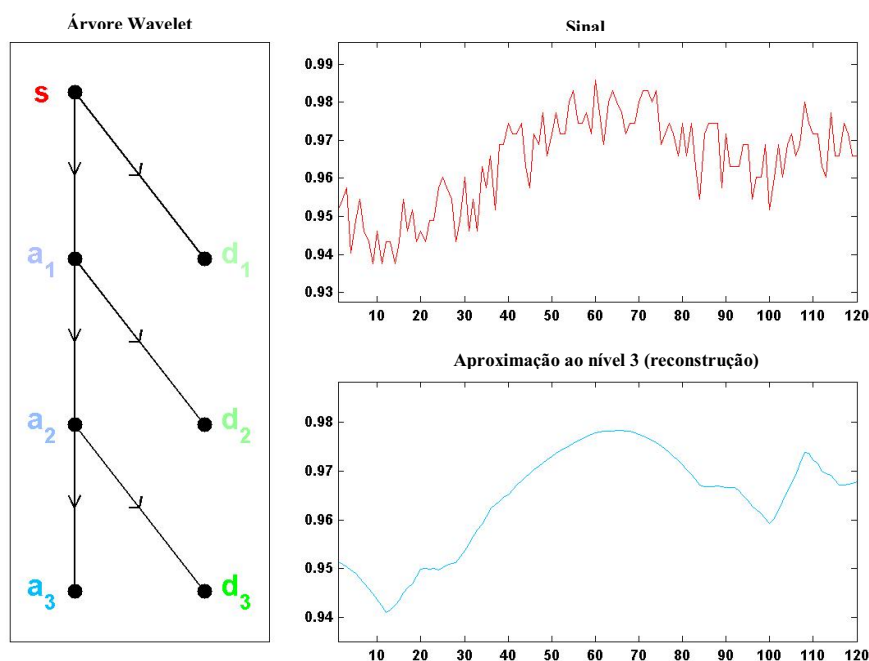 Árvore Wavelet
s
a1 d1
a2 d2
a3 d3
Sinal
0.99
0.98
0.97
0.96
0.95
0.94
0.93
10 20 30 40 50 60 70 80 90 100 110 120
Aproximação ao nível 3 (reconstrução)
0.98
0.97
0.96
0.95
0.94
10 20 30 40 50 60 70 80 90 100 110 120